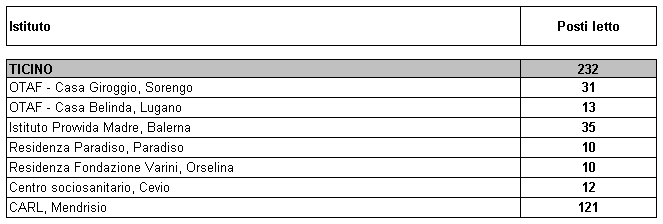 Istituto Posti letto
TICINO 232
OTAF - Casa Giroggio, Sorengo 31
OTAF - Casa Belinda, Lugano 13
Istituto Prowida Madre, Balerna 35
Residenza Paradiso, Paradiso 10
Residenza Fondazione Varini, Orselina 10
Centro sociosanitario, Cevio 12
CARL, Mendrisio 121